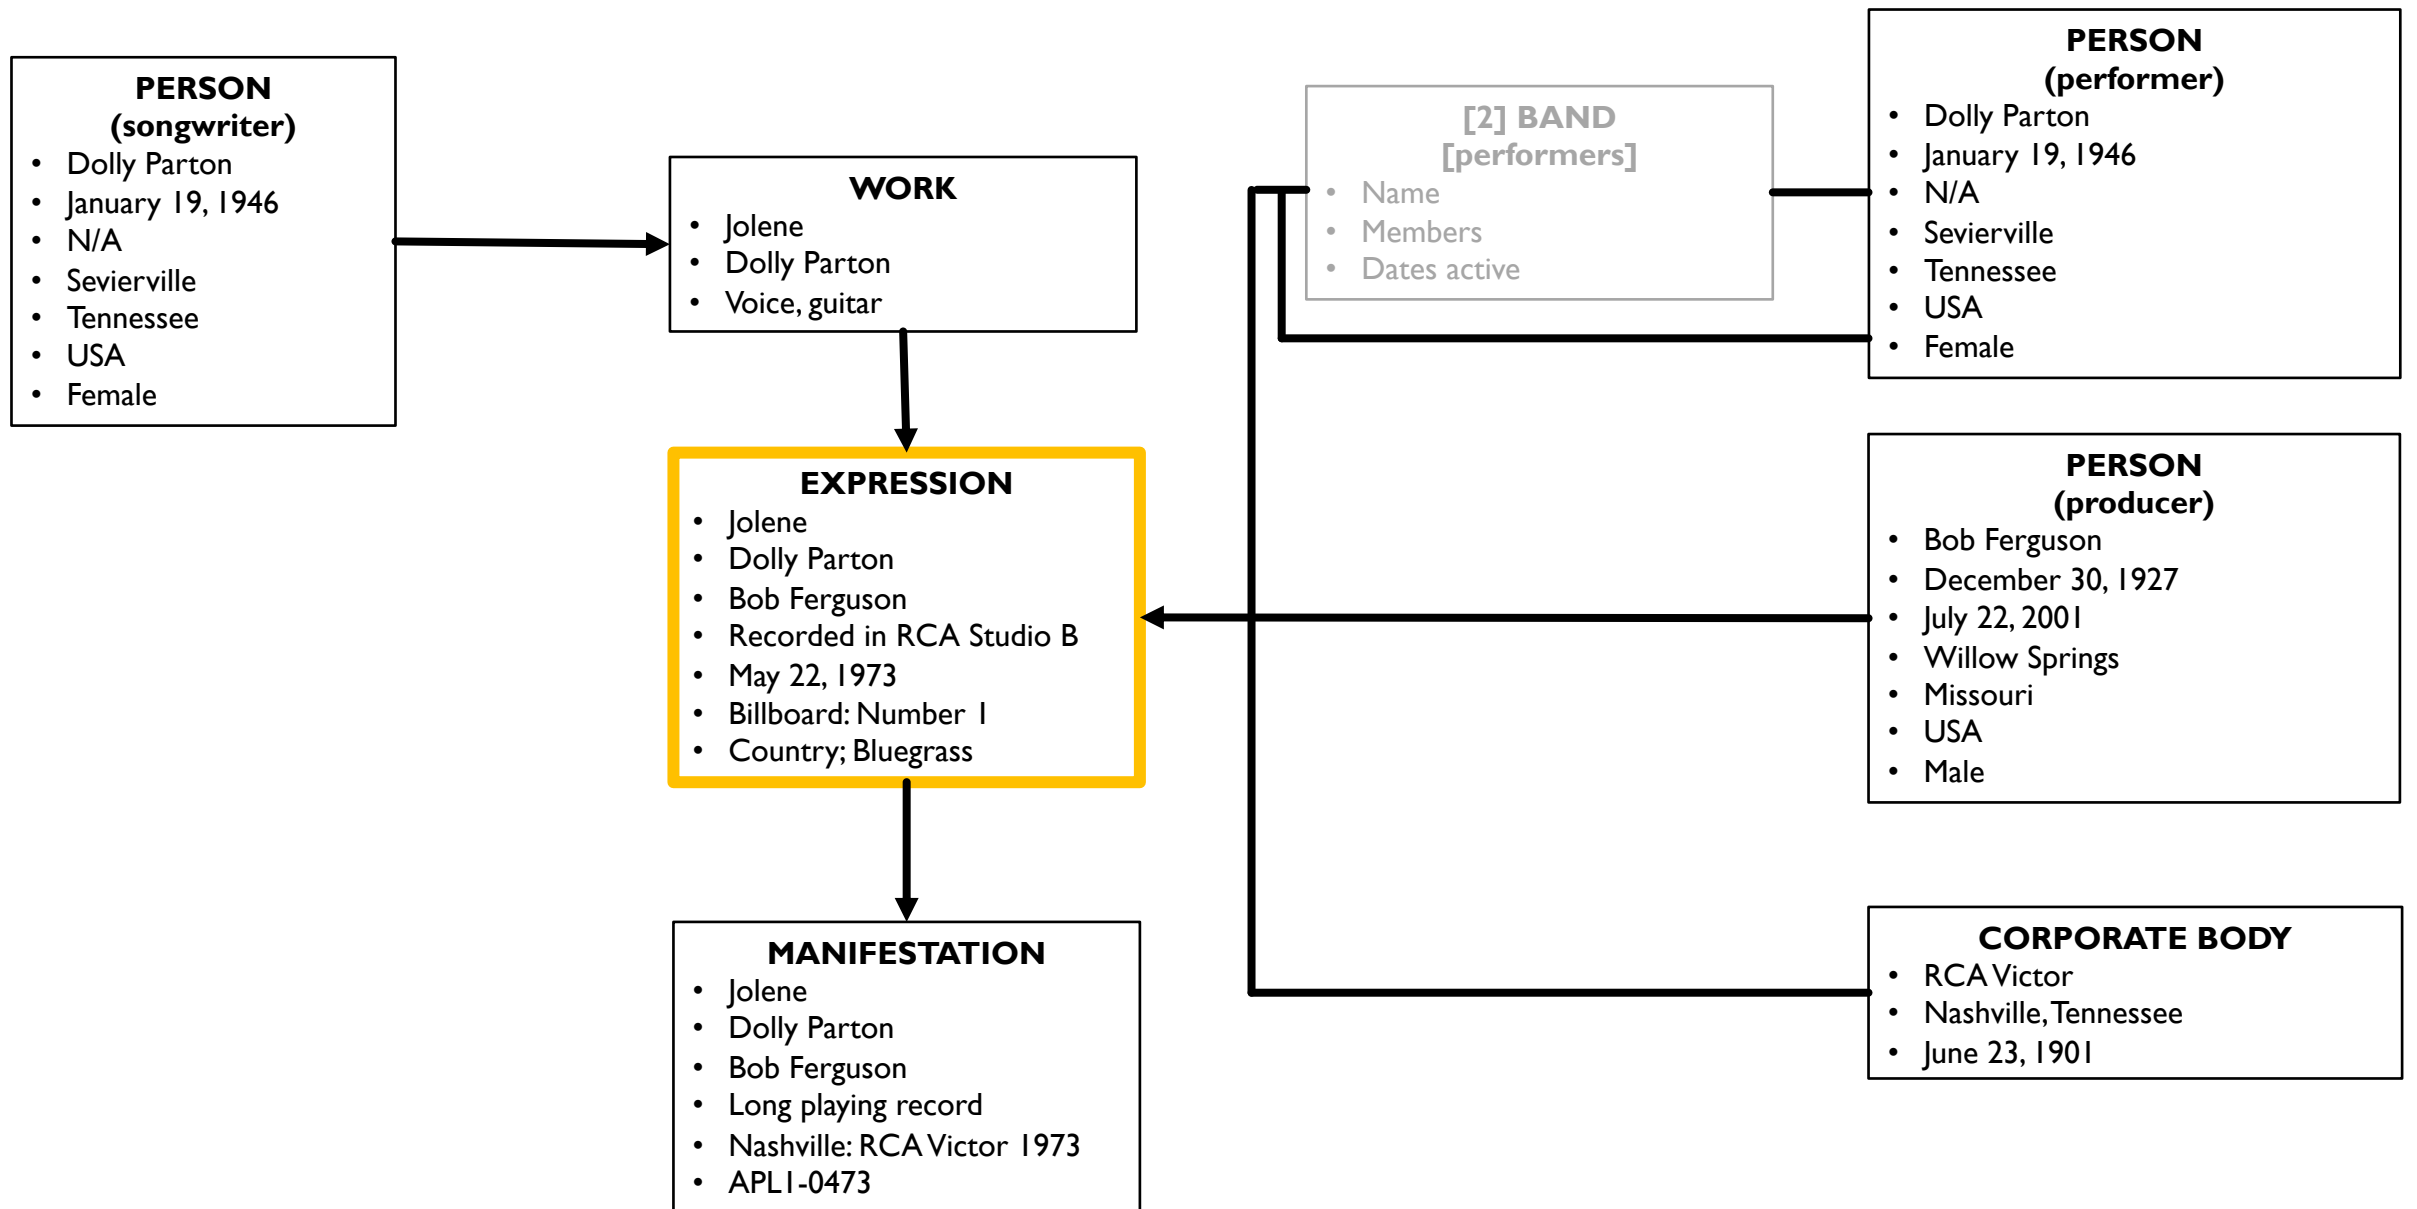 PERSON
(songwriter)
• Dolly Parton
• January 19, 1946
• N/A
• Sevierville
• Tennessee
• USA
• Female
WORK
• Jolene
• Dolly Parton
• Voice, guitar
EXPRESSION
• Jolene
• Dolly Parton
• Bob Ferguson
• Recorded in RCA Studio B
• May 22, 1973
• Billboard: Number 1
• Country; Bluegrass
MANIFESTATION
• Jolene
• Dolly Parton
• Bob Ferguson
• Long playing record
• Nashville: RCA Victor 1973
• APL1-0473
[2] BAND
[performers]
• Name
• Members
• Dates active
PERSON
(performer)
• Dolly Parton
• January 19, 1946
• N/A
• Sevierville
• Tennessee
• USA
• Female
PERSON
(producer)
• Bob Ferguson
• December 30, 1927
• July 22, 2001
• Willow Springs
• Missouri
• USA
• Male
CORPORATE BODY
• RCA Victor
• Nashville, Tennessee
• June 23, 1901